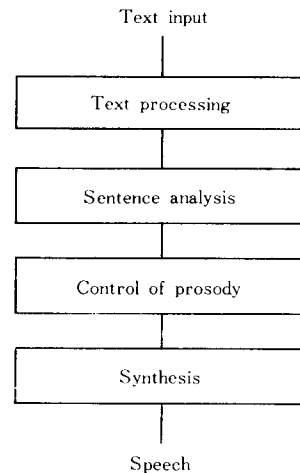 Text input
Text processing
Sentence analysis
Control of prosody
Synthesis
Speech